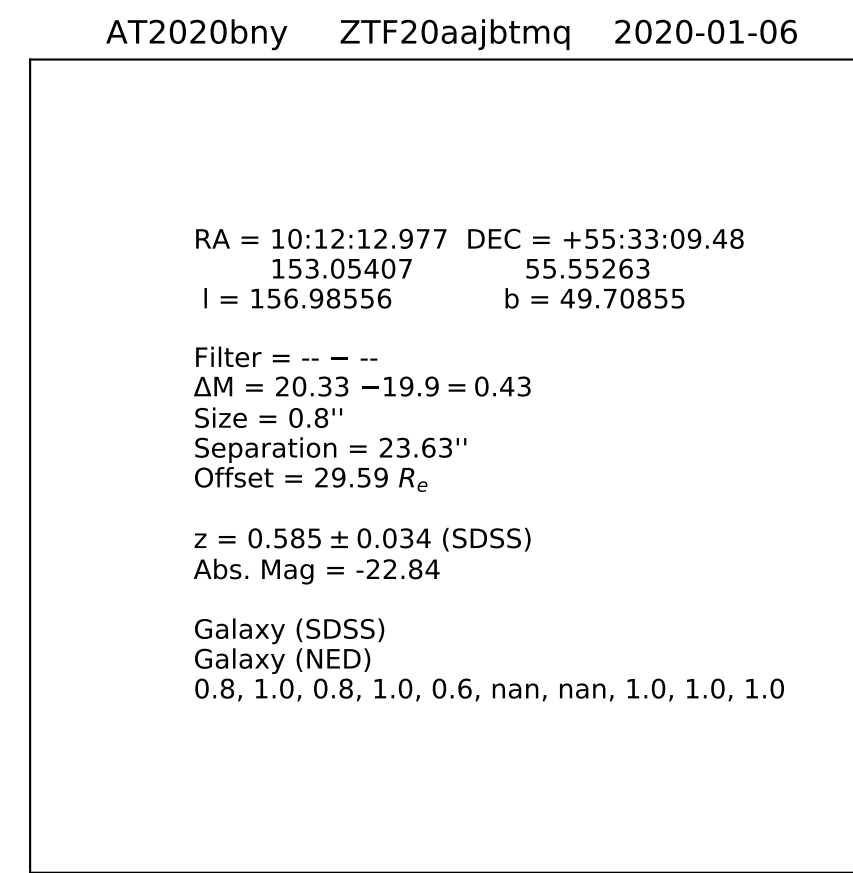 AT2020bny ZTF20aajbtmq 2020-01-06
RA = 10:12:12.977 DEC = +55:33:09.48
153.05407 55.55263
l = 156.98556 b = 49.70855
Filter = -- − --
ΔM = 20.33 −19.9 = 0.43
Size = 0.8''
Separation = 23.63''
Offset = 29.59 Rₑ
z = 0.585 ± 0.034 (SDSS)
Abs. Mag = -22.84
Galaxy (SDSS)
Galaxy (NED)
0.8, 1.0, 0.8, 1.0, 0.6, nan, nan, 1.0, 1.0, 1.0